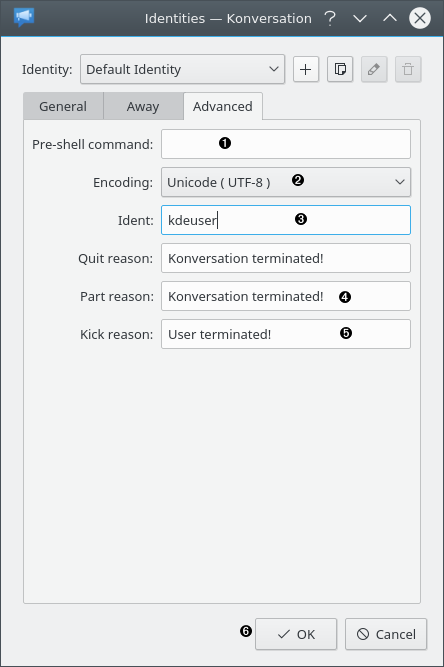 Identities — Konversation
Identity: Default Identity
General Away Advanced
Pre-shell command: ❶
Encoding: Unicode ( UTF-8 ) ❷
Ident: kdeuser ❸
Quit reason: Konversation terminated!
Part reason: Konversation terminated! ❹
Kick reason: User terminated! ❺
❻ OK Cancel